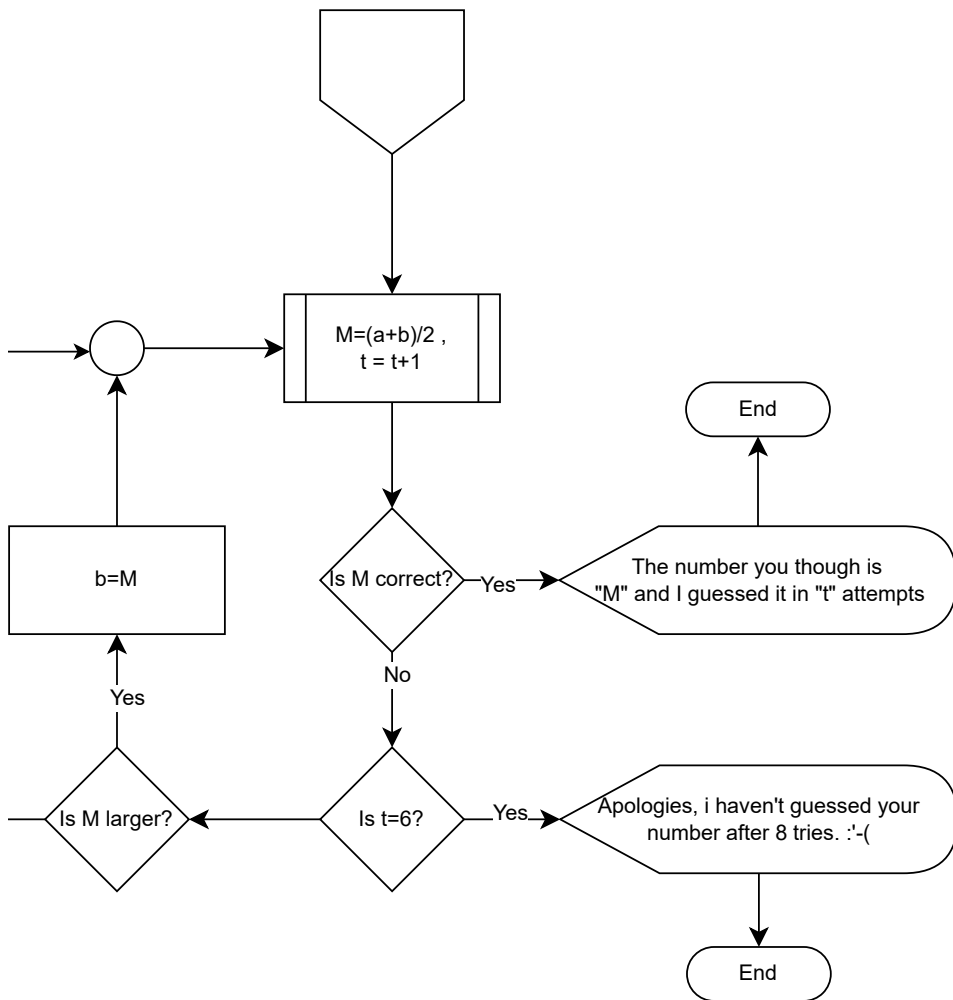 M=(a+b)/2 ,
t = t+1
End
b=M
Is M correct?
Yes
The number you though is
"M" and I guessed it in "t" attempts
No
Yes
Is M larger?
Is t=6?
Yes
Apologies, i haven't guessed your
number after 8 tries. :'-(
End